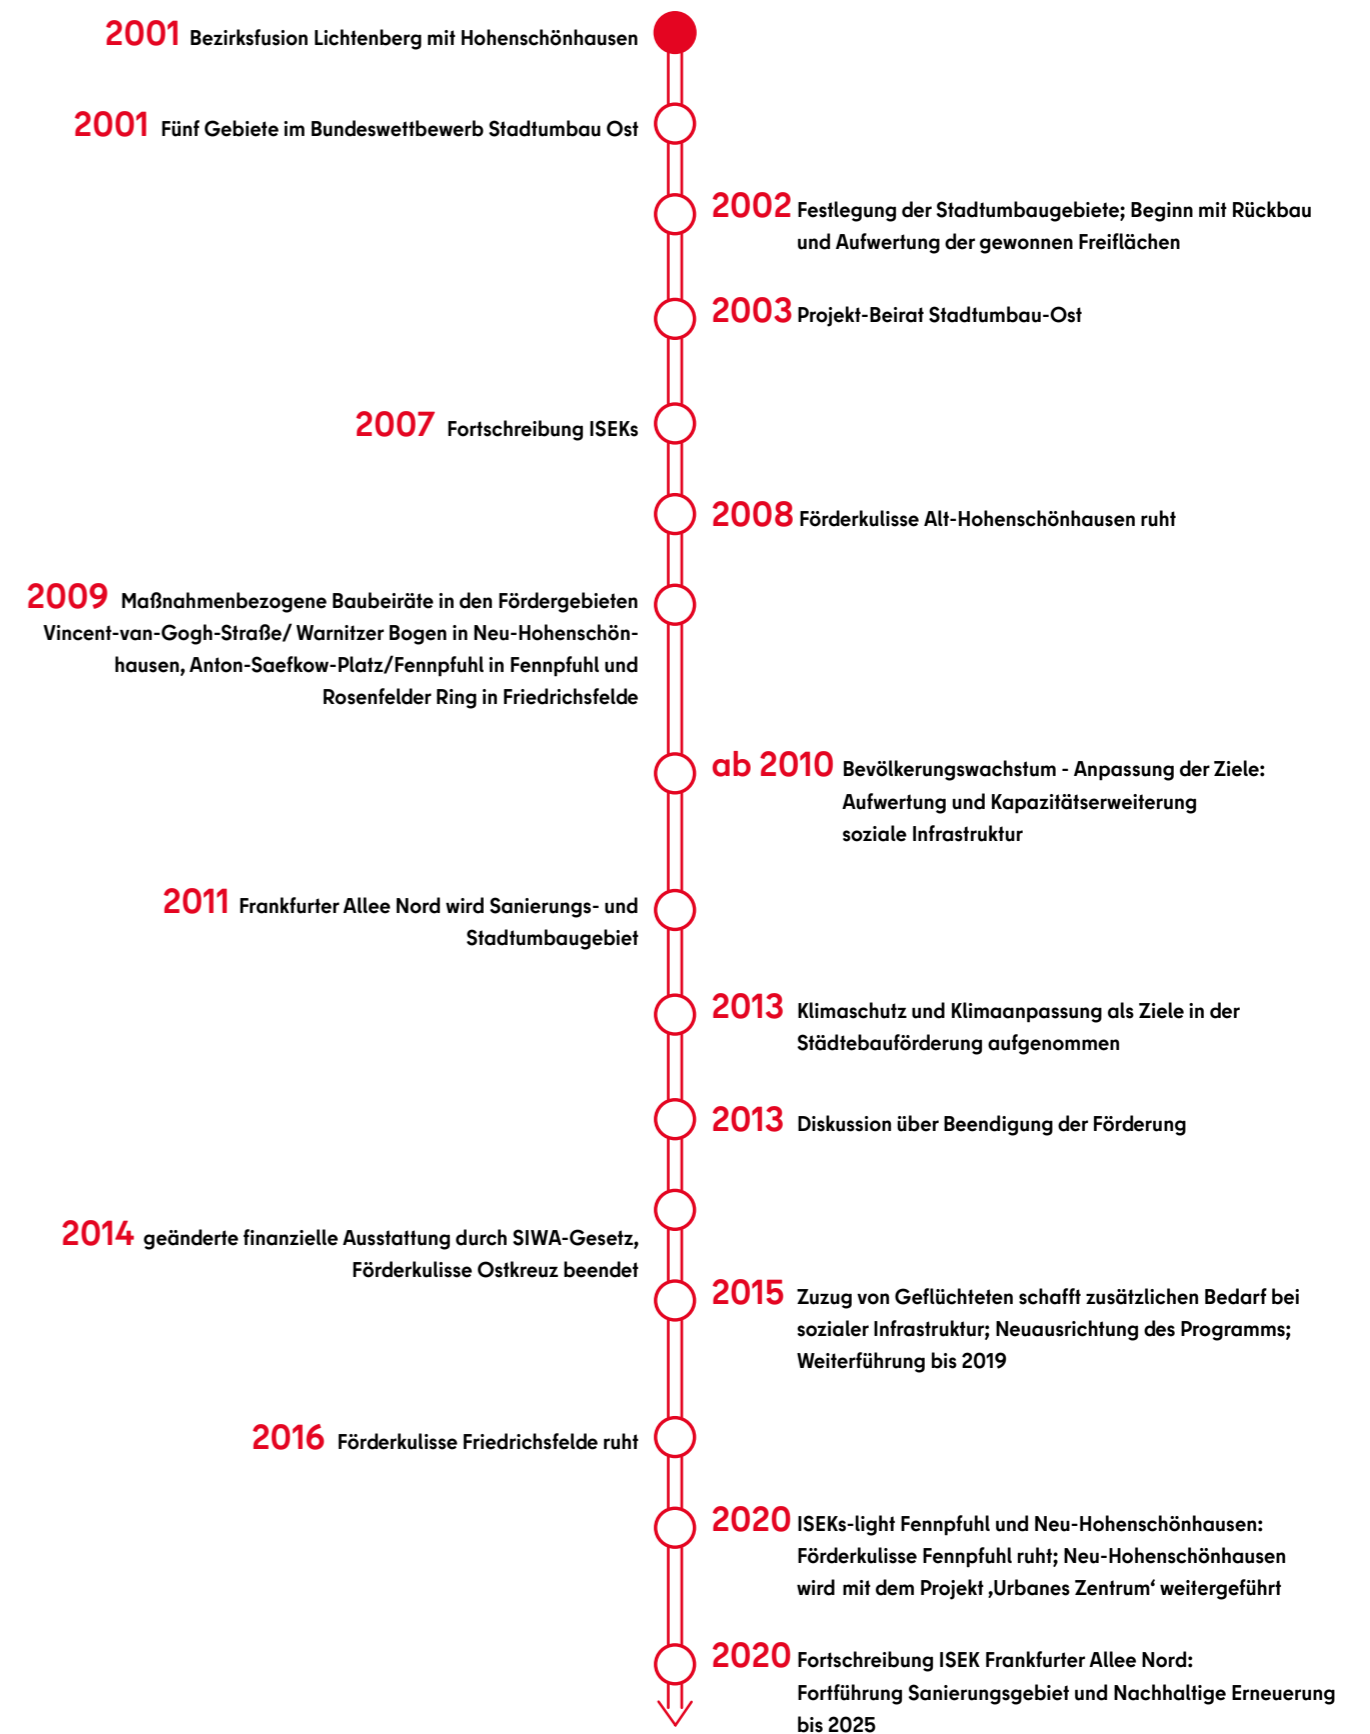 2001 Bezirksfusion Lichtenberg mit Hohenschönhausen
2001 Fünf Gebiete im Bundeswettbewerb Stadtumbau Ost
2002 Festlegung der Stadtumbaugebiete; Beginn mit Rückbau
und Aufwertung der gewonnen Freiflächen
2003 Projekt-Beirat Stadtumbau-Ost
2007 Fortschreibung ISEKs
2008 Förderkulisse Alt-Hohenschönhausen ruht
2009 Maßnahmenbezogene Baubeiräte in den Fördergebieten
Vincent-van-Gogh-Straße/ Warnitzer Bogen in Neu-Hohenschön-
hausen, Anton-Saefkow-Platz/Fennpfuhl in Fennpfuhl und
Rosenfelder Ring in Friedrichsfelde
ab 2010 Bevölkerungswachstum - Anpassung der Ziele:
Aufwertung und Kapazitätserweiterung
soziale Infrastruktur
2011 Frankfurter Allee Nord wird Sanierungs- und
Stadtumbaugebiet
2013 Klimaschutz und Klimaanpassung als Ziele in der
Städtebauförderung aufgenommen
2013 Diskussion über Beendigung der Förderung
2014 geänderte finanzielle Ausstattung durch SIWA-Gesetz,
Förderkulisse Ostkreuz beendet
2015 Zuzug von Geflüchteten schafft zusätzlichen Bedarf bei
sozialer Infrastruktur; Neuausrichtung des Programms;
Weiterführung bis 2019
2016 Förderkulisse Friedrichsfelde ruht
2020 ISEKs-light Fennpfuhl und Neu-Hohenschönhausen:
Förderkulisse Fennpfuhl ruht; Neu-Hohenschönhausen
wird mit dem Projekt ‚Urbanes Zentrum‘ weitergeführt
2020 Fortschreibung ISEK Frankfurter Allee Nord:
Fortführung Sanierungsgebiet und Nachhaltige Erneuerung
bis 2025